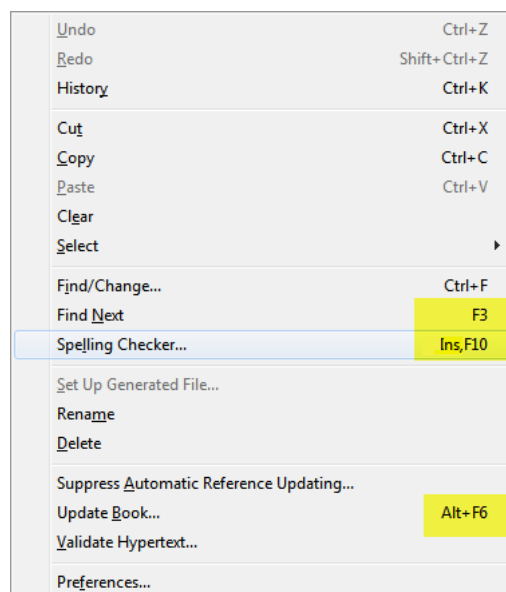 Undo Ctrl+Z
Redo Shift+Ctrl+Z
History Ctrl+K
Cut Ctrl+X
Copy Ctrl+C
Paste Ctrl+V
Clear
Select
Find/Change... Ctrl+F
Find Next F3
Spelling Checker... Ins,F10
Set Up Generated File...
Rename
Delete
Suppress Automatic Reference Updating...
Update Book... Alt+F6
Validate Hypertext...
Preferences...